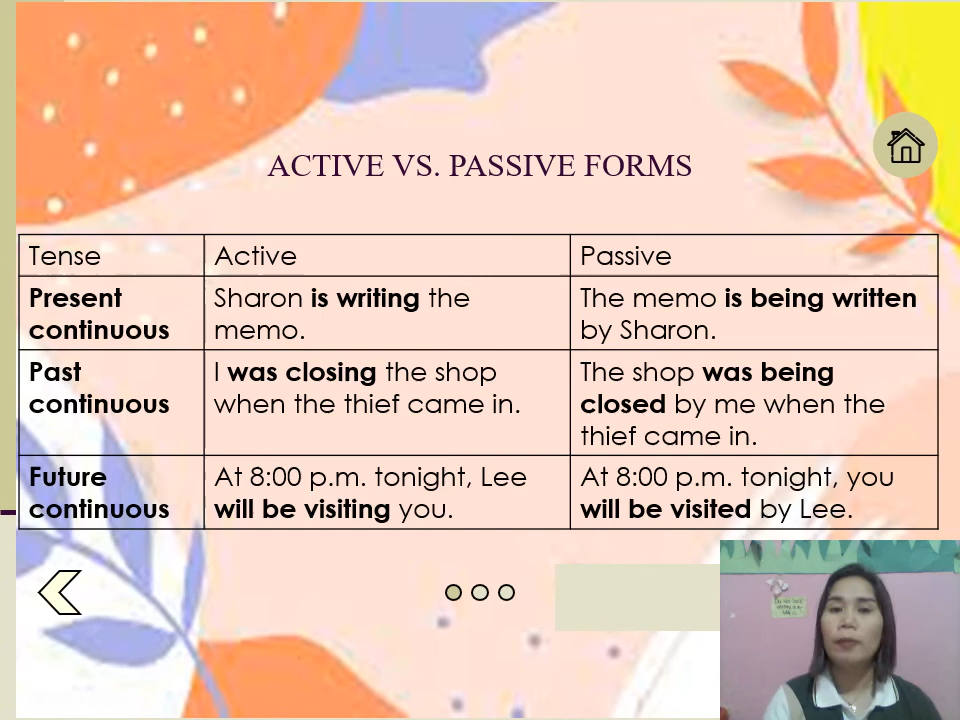 ACTIVE VS. PASSIVE FORMS
Tense Active Passive
Present continuous Sharon is writing the memo. The memo is being written by Sharon.
Past continuous I was closing the shop when the thief came in. The shop was being closed by me when the thief came in.
Future continuous At 8:00 p.m. tonight, Lee will be visiting you. At 8:00 p.m. tonight, you will be visited by Lee.